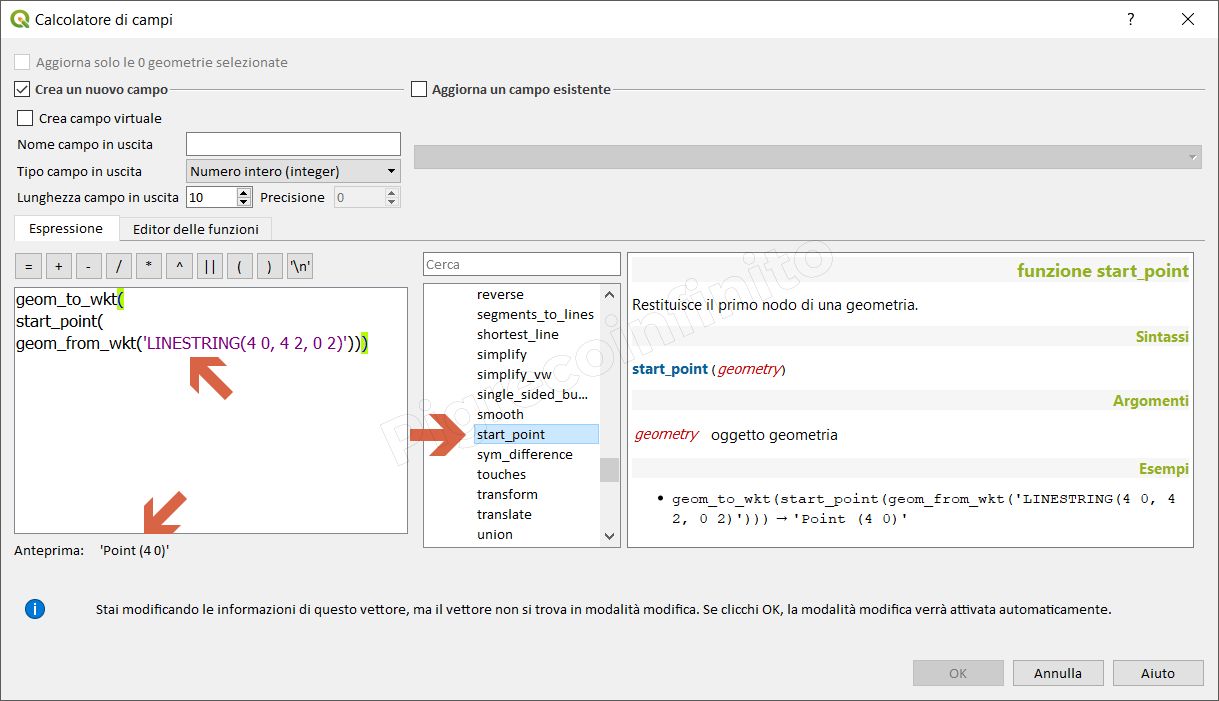 Calcolatore di campi
?
Aggiorna solo le 0 geometrie selezionate
Crea un nuovo campo
Aggiorna un campo esistente
Crea campo virtuale
Nome campo in uscita
Tipo campo in uscita
Numero intero (integer)
Lunghezza campo in uscita
10
Precisione
0
Espressione
Editor delle funzioni
= + - / * ^ || ( ) '\n'
geom_to_wkt(
start_point(
geom_from_wkt('LINESTRING(4 0, 4 2, 0 2)')))
Anteprima: 'Point (4 0)'
Cerca
reverse
segments_to_lines
shortest_line
simplify
simplify_vw
single_sided_bu...
smooth
start_point
sym_difference
touches
transform
translate
union
funzione start_point
Restituisce il primo nodo di una geometria.
Sintassi
start_point (geometry)
Argomenti
geometry oggetto geometria
Esempi
• geom_to_wkt(start_point(geom_from_wkt('LINESTRING(4 0, 4
2, 0 2)'))) → 'Point (4 0)'
Pigrecoinfinito
i
Stai modificando le informazioni di questo vettore, ma il vettore non si trova in modalità modifica. Se clicchi OK, la modalità modifica verrà attivata automaticamente.
OK
Annulla
Aiuto